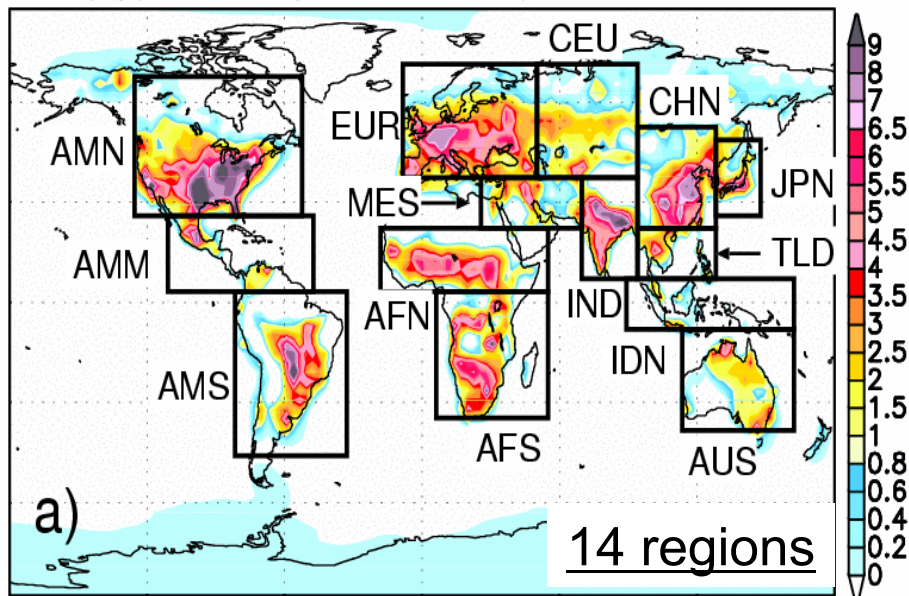 CEU
CHN
EUR
AMN
JPN
MES
AMM
TLD
AFN
IND
IDN
AMS
AFS
AUS
a)
14 regions
9
8
7
6.5
6
5.5
5
4.5
4
3.5
3
2.5
2
1.5
1
0.8
0.6
0.4
0.2
0